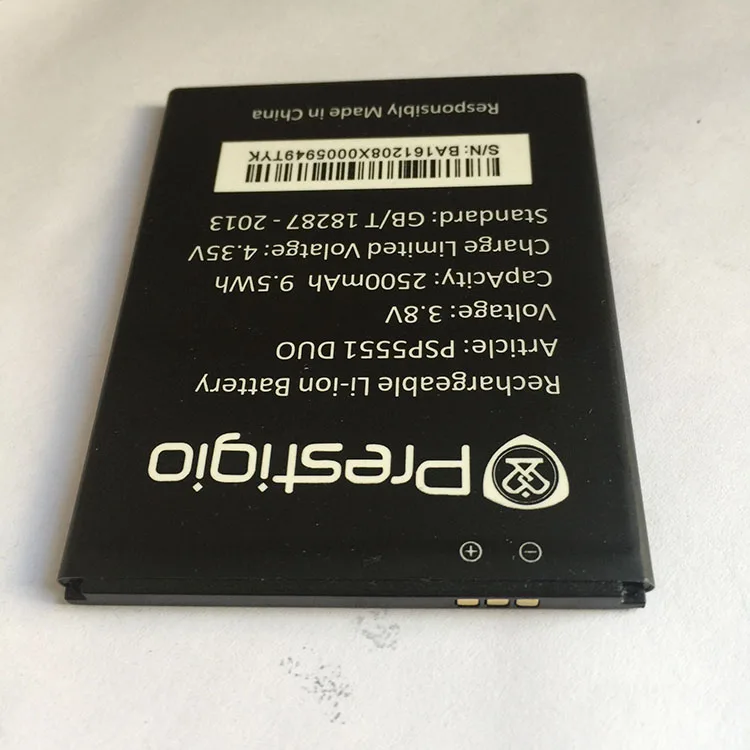 Prestigio
Rechargeable Li-ion Battery
Article: PSP5551 DUO
Voltage: 3.8V
CapAcity: 2500mAh 9.5Wh
Charge Limited Volatge: 4.35V
Standard: GB/T 18287 - 2013
S/N: BA161208X0005949TYK
Responsibly Made in China